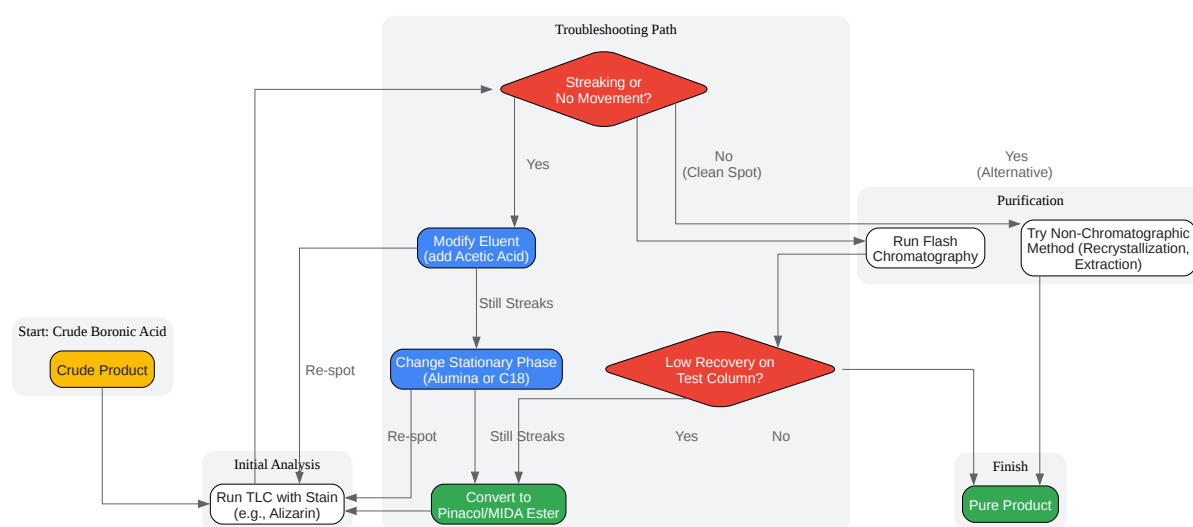 Troubleshooting Path
Streaking or
No Movement?
Yes
No
(Clean Spot)
Yes
(Alternative)
Purification
Modify Eluent
(add Acetic Acid)
Run Flash
Chromatography
Try Non-Chromatographic
Method (Recrystallization,
Extraction)
Still Streaks
Start: Crude Boronic Acid
Crude Product
Re-spot
Change Stationary Phase
(Alumina or C18)
Low Recovery on
Test Column?
Re-spot
Still Streaks
Yes
No
Initial Analysis
Run TLC with Stain
(e.g., Alizarin)
Convert to
Pinacol/MIDA Ester
Finish
Pure Product